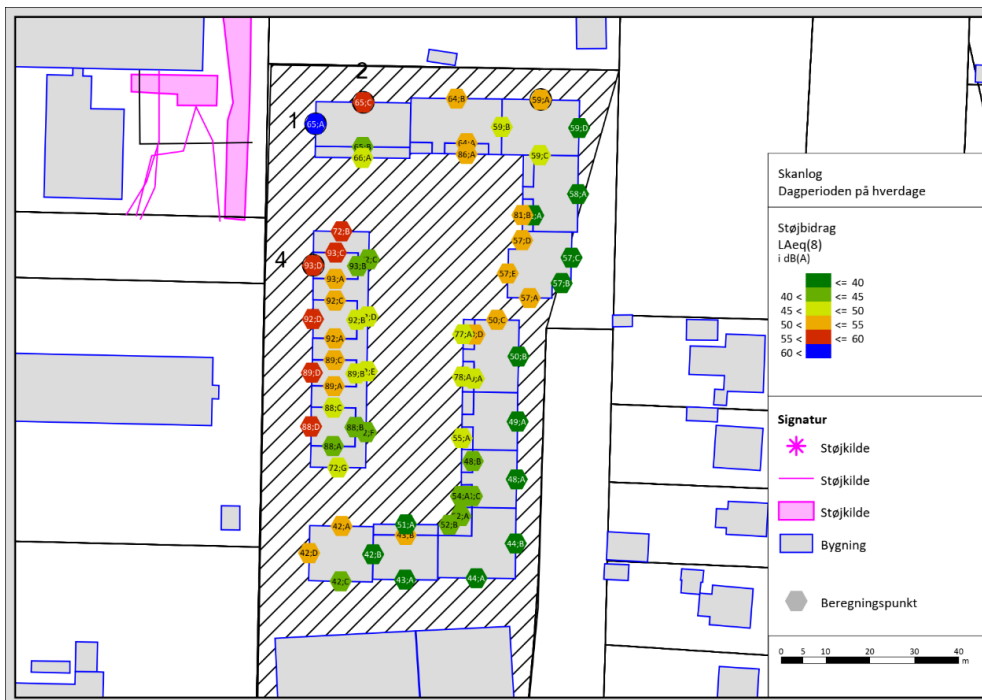 2
65;C
64;B
59;A
1
65;A
59;B
59;D
65;B
66;A
64;A
86;A
59;C
58;A
81;B
;A
72;B
57;D
4
93;C
93;D
93;B
;C
57;C
93;A
57;E
57;B
92;C
57;A
92;D
92;B
;D
50;C
92;A
77;A
;D
89;C
50;B
89;D
89;B
;E
78;A
;A
89;A
88;C
49;A
88;D
88;B
;F
55;A
88;A
48;B
72;G
48;A
54;A
;C
;A
42;A
51;A
52;B
43;B
42;D
42;B
44;B
42;C
43;A
44;A
Skanlog
Dagperioden på hverdage
Støjbidrag
LAeq(8)
i dB(A)
<= 40
40 < <= 45
45 < <= 50
50 < <= 55
55 < <= 60
60 <
Signatur
Støjkilde
Støjkilde
Støjkilde
Bygning
Beregningspunkt
0 5 10 20 30 40
m